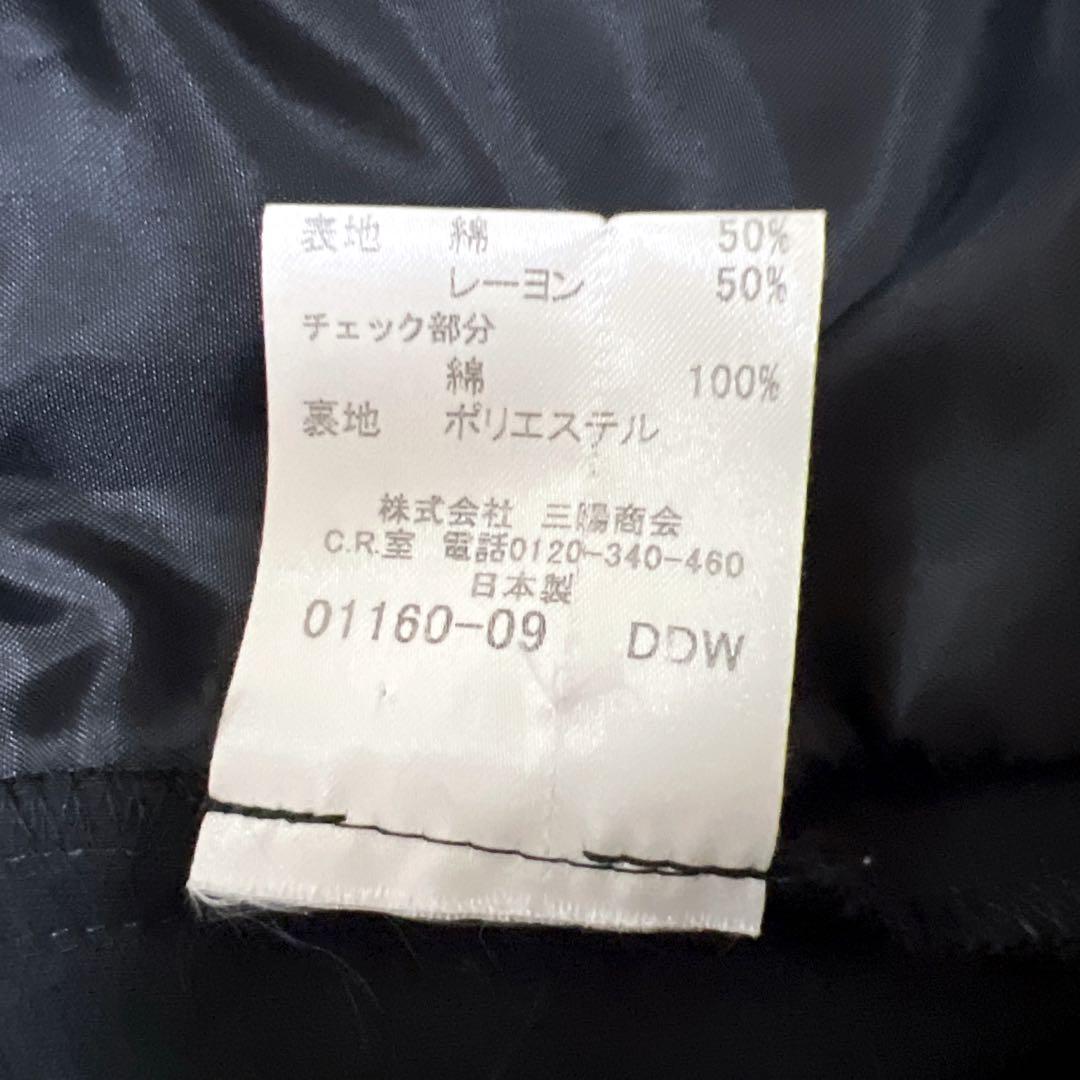 表地 綿 50%
レーヨン 50%
チェック部分
綿 100%
裏地 ポリエステル
株式会社 三陽商会
C.R.室 電話0120-340-460
日本製
01160-09 DDW